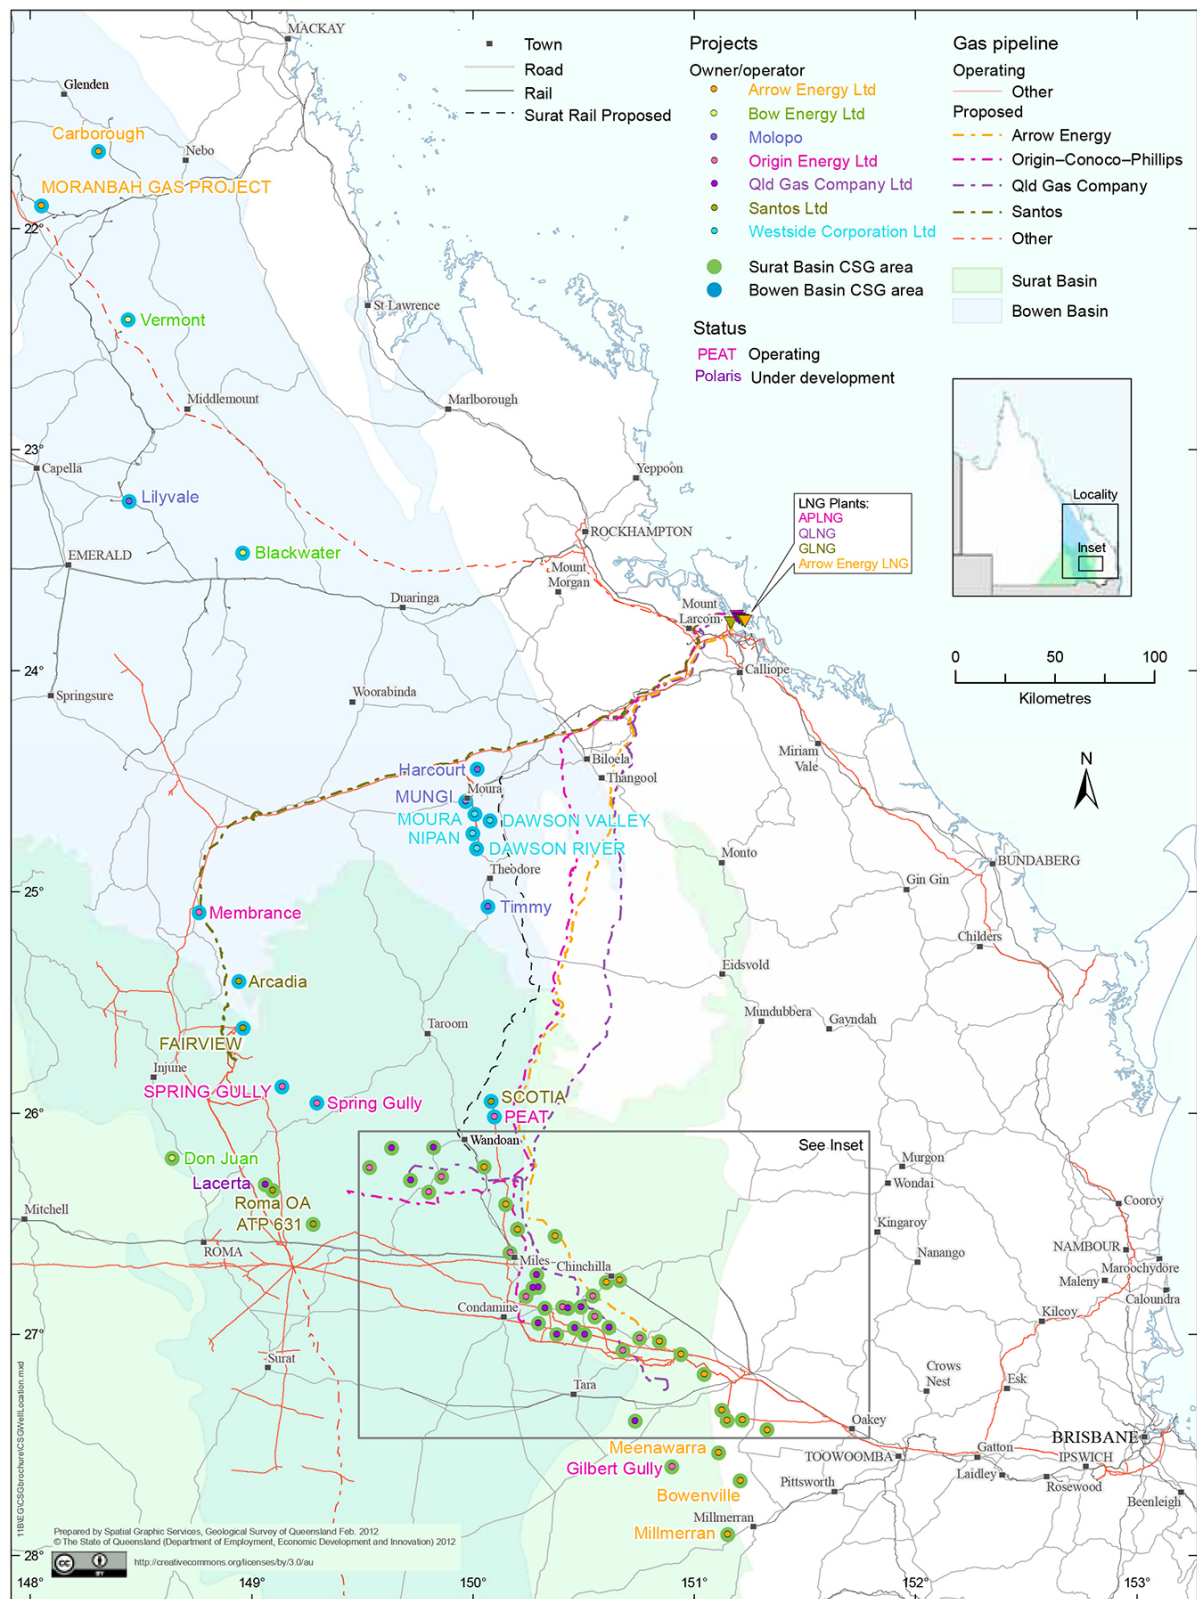 MACKAY
Glenden
Carborough
Nebo
MORANBAH GAS PROJECT
22°
St Lawrence
Vermont
Middlemount
Marlborough
23°
Capella
Yeppoon
Lilyvale
ROCKHAMPTON
Blackwater
EMERALD
Mount
Morgan
Duaringa
Mount
Larcom
24°
Calliope
Springsure
Woorabinda
Miriam
Vale
Biloela
Thangool
Harcourt
Moura
MUNGI
MOURA
DAWSON VALLEY
NIPAN
DAWSON RIVER
Monto
BUNDABERG
Theodore
Gin Gin
25°
Timmy
Membrance
Childers
Eidsvold
Arcadia
Mundubbera
Gayndah
Taroom
FAIRVIEW
Injune
SPRING GULLY
Spring Gully
SCOTIA
PEAT
26°
Wandoan
See Inset
Don Juan
Murgon
Lacerta
Wondai
Roma OA
ATP 631
Cooroy
Mitchell
Kingaroy
ROMA
Nanango
NAMBOUR
Miles
Chinchilla
Maroochydore
Maleny
Caloundra
Condamine
Kilcoy
27°
Surat
Crows
Nest
Esk
Tara
Oakey
BRISBANE
Meenawarra
Gatton
TOOWOOMBA
IPSWICH
Gilbert Gully
Laidley
Rosewood
Pittsworth
Bowenville
Beenleigh
Millmerran
Millmerran
28°
148°
149°
150°
151°
152°
153°
Town
Road
Rail
Surat Rail Proposed
Projects
Owner/operator
Arrow Energy Ltd
Bow Energy Ltd
Molopo
Origin Energy Ltd
Qld Gas Company Ltd
Santos Ltd
Westside Corporation Ltd
Surat Basin CSG area
Bowen Basin CSG area
Status
PEAT Operating
Polaris Under development
Gas pipeline
Operating
Other
Proposed
Arrow Energy
Origin–Conoco–Phillips
Qld Gas Company
Santos
Other
Surat Basin
Bowen Basin
Locality
Inset
LNG Plants:
APLNG
QLNG
GLNG
Arrow Energy LNG
0 50 100
Kilometres
N
11B\EG\CSGbrochure\CSGWellLocation.mxd
Prepared by Spatial Graphic Services, Geological Survey of Queensland Feb. 2012
© The State of Queensland (Department of Employment, Economic Development and Innovation) 2012
cc
BY
http://creativecommons.org/licenses/by/3.0/au